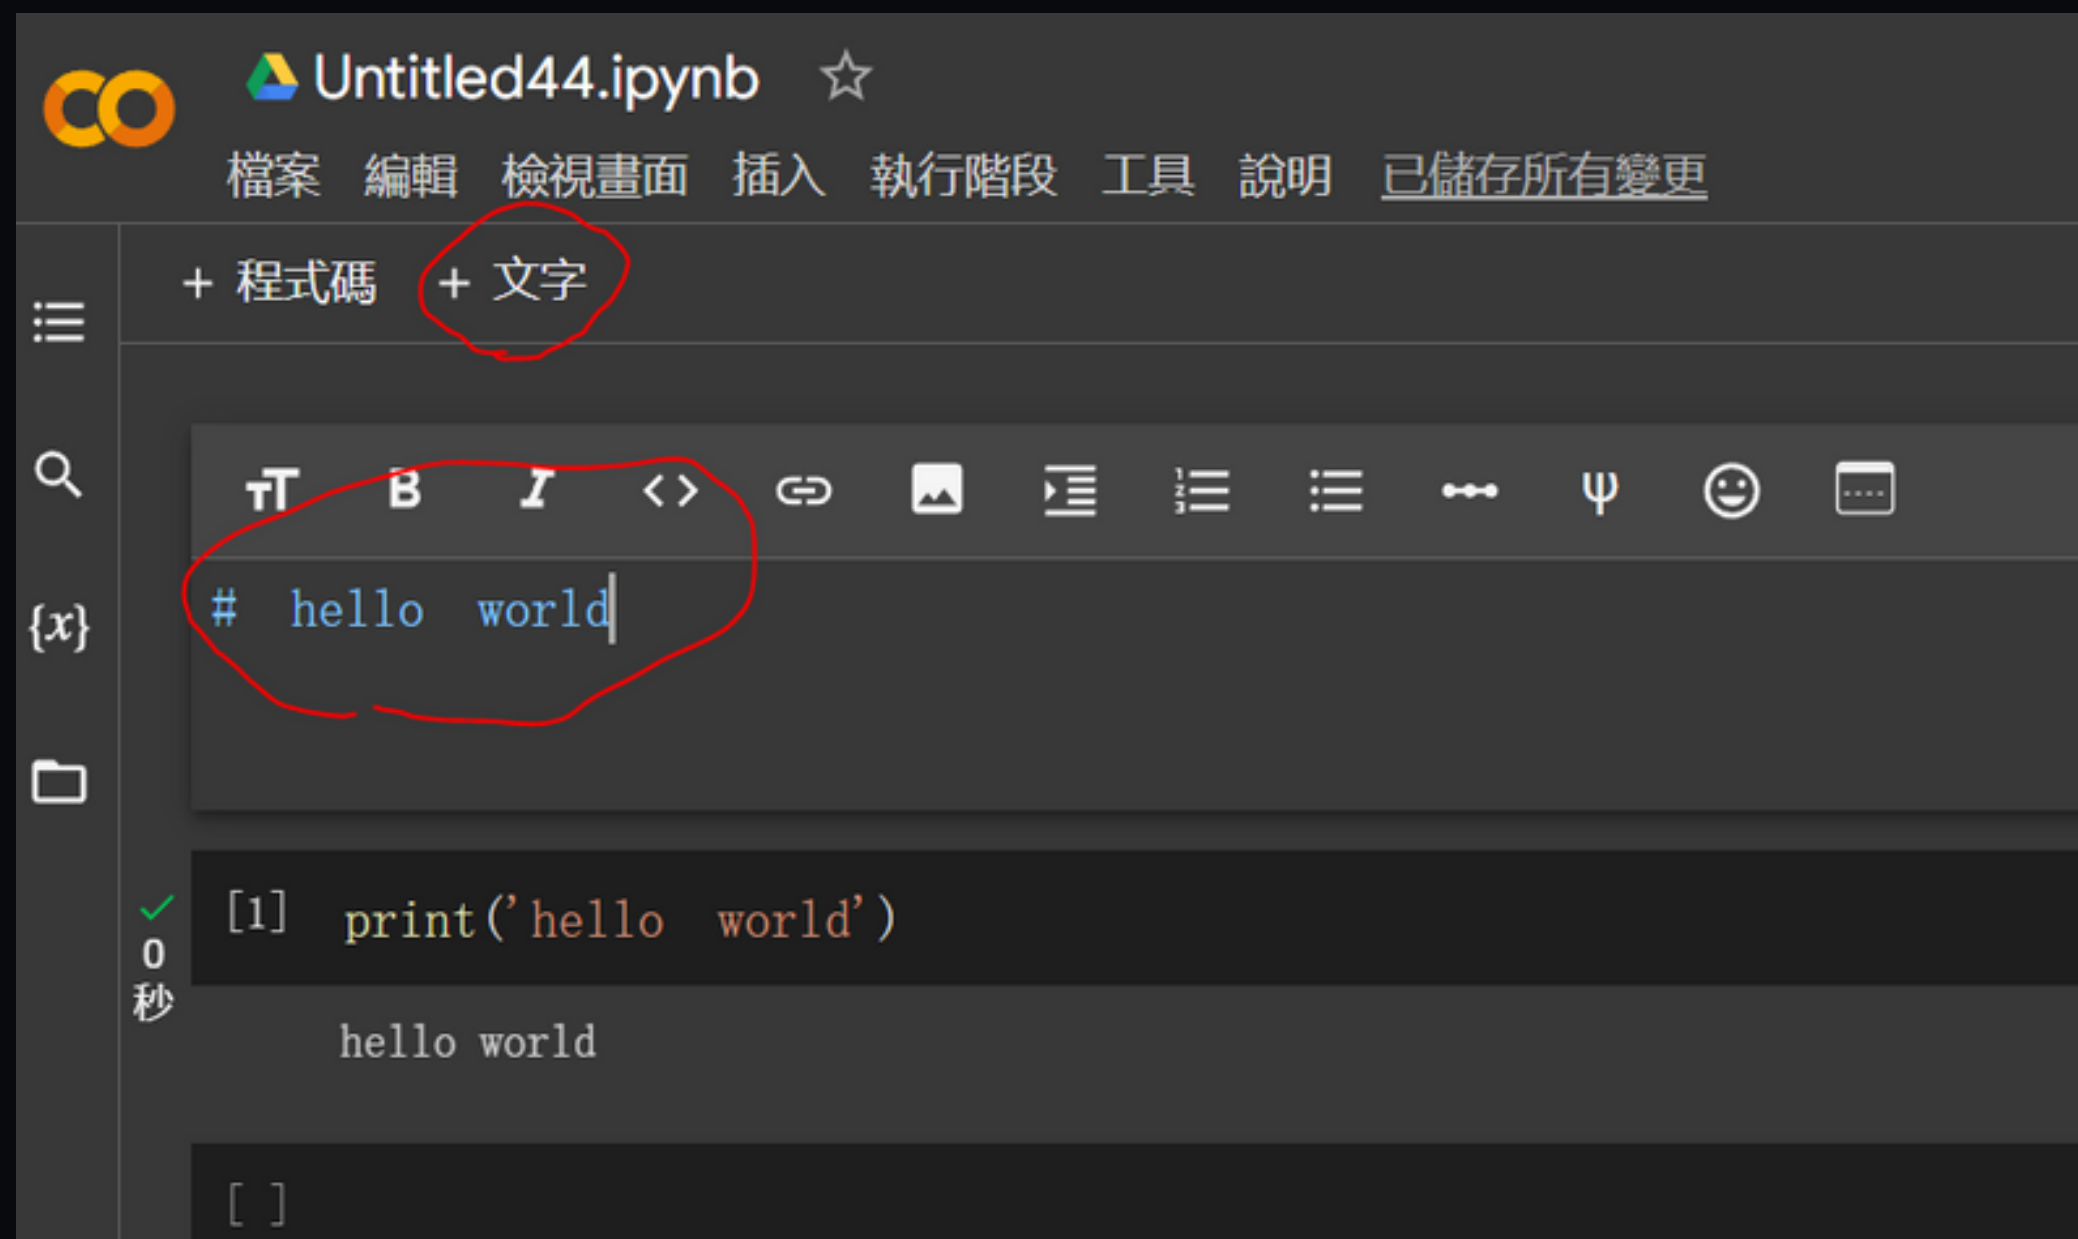 Untitled44.ipynb
檔案 編輯 檢視畫面 插入 執行階段 工具 說明 已儲存所有變更
+ 程式碼 + 文字
# hello world
[1] print('hello world')
0
秒
hello world
[ ]